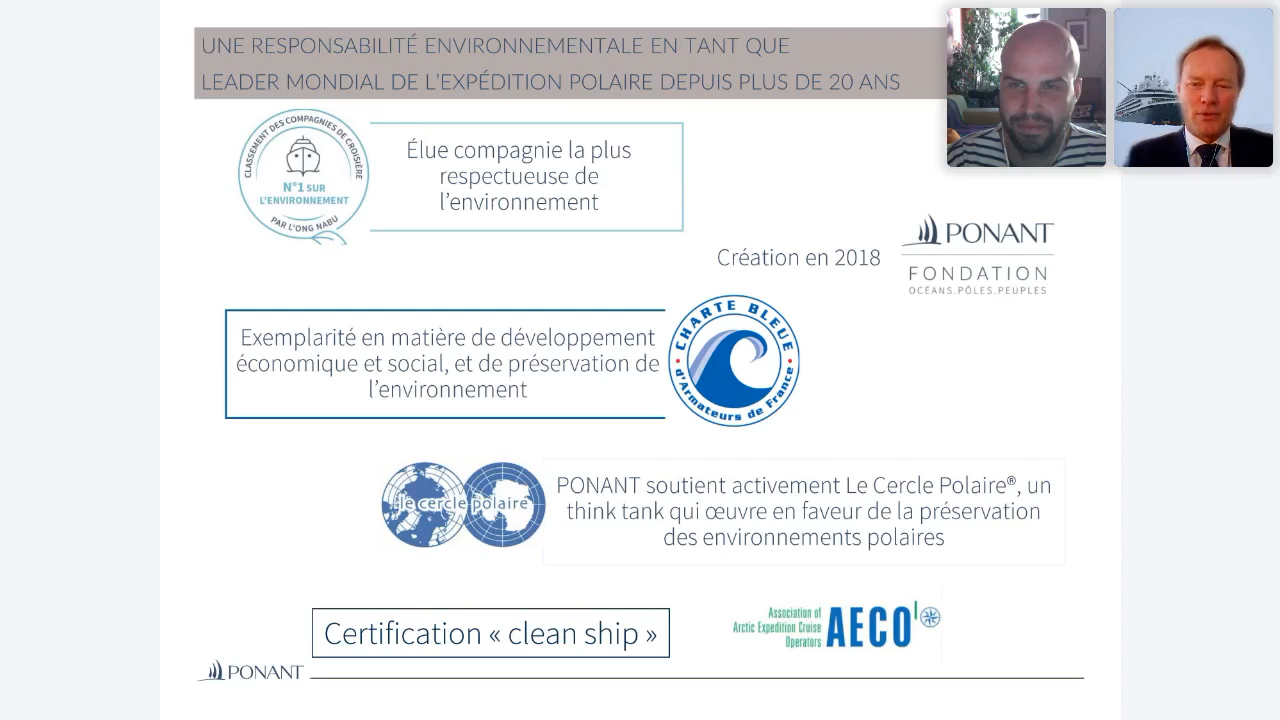 UNE RESPONSABILITÉ ENVIRONNEMENTALE EN TANT QUE
LEADER MONDIAL DE L'EXPÉDITION POLAIRE DEPUIS PLUS DE 20 ANS
CLASSEMENT DES COMPAGNIES DE CROISIÈRE
N°1 SUR
L'ENVIRONNEMENT
PAR L'ONG NABU
Élue compagnie la plus
respectueuse de
l'environnement
Création en 2018
PONANT
FONDATION
OCÉANS.PÔLES.PEUPLES
Exemplarité en matière de développement
économique et social, et de préservation de
l'environnement
CHARTE BLEUE
d'Armateurs de France
le cercle polaire
PONANT soutient activement Le Cercle Polaire®, un
think tank qui œuvre en faveur de la préservation
des environnements polaires
Certification « clean ship »
Association of
Arctic Expedition Cruise
Operators
AECO
PONANT